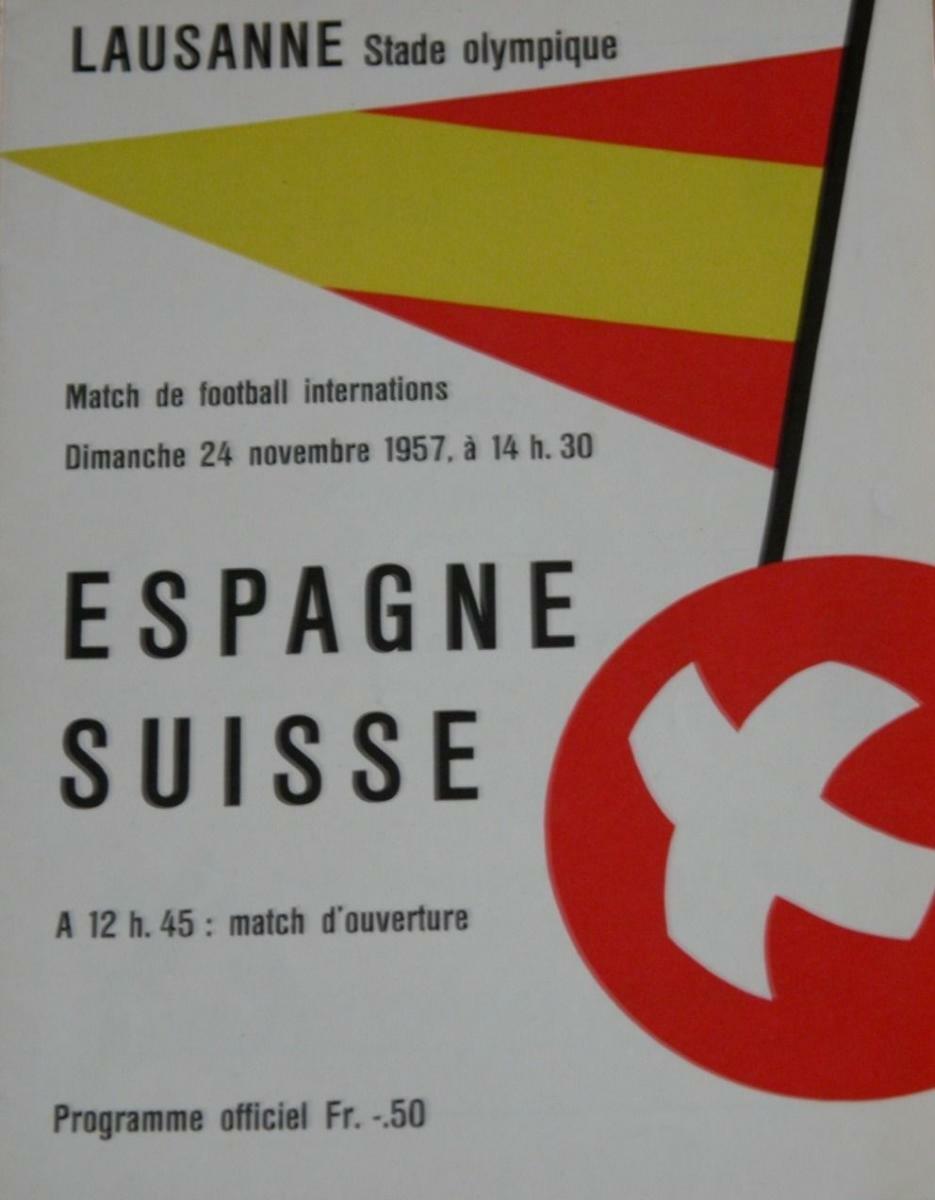 LAUSANNE Stade olympique
Match de football internations
Dimanche 24 novembre 1957, à 14 h. 30
ESPAGNE
SUISSE
A 12 h. 45 : match d'ouverture
Programme officiel Fr. -.50